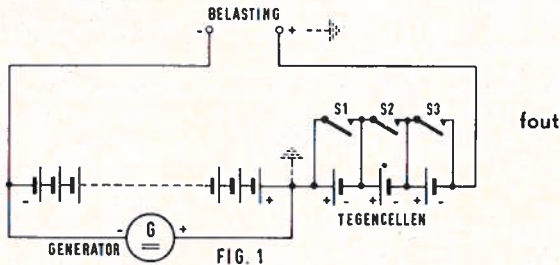 BELASTING
- +
S1 S2 S3
fout
- + + - + - + -
TEGENCELLEN
- G +
GENERATOR
FIG. 1